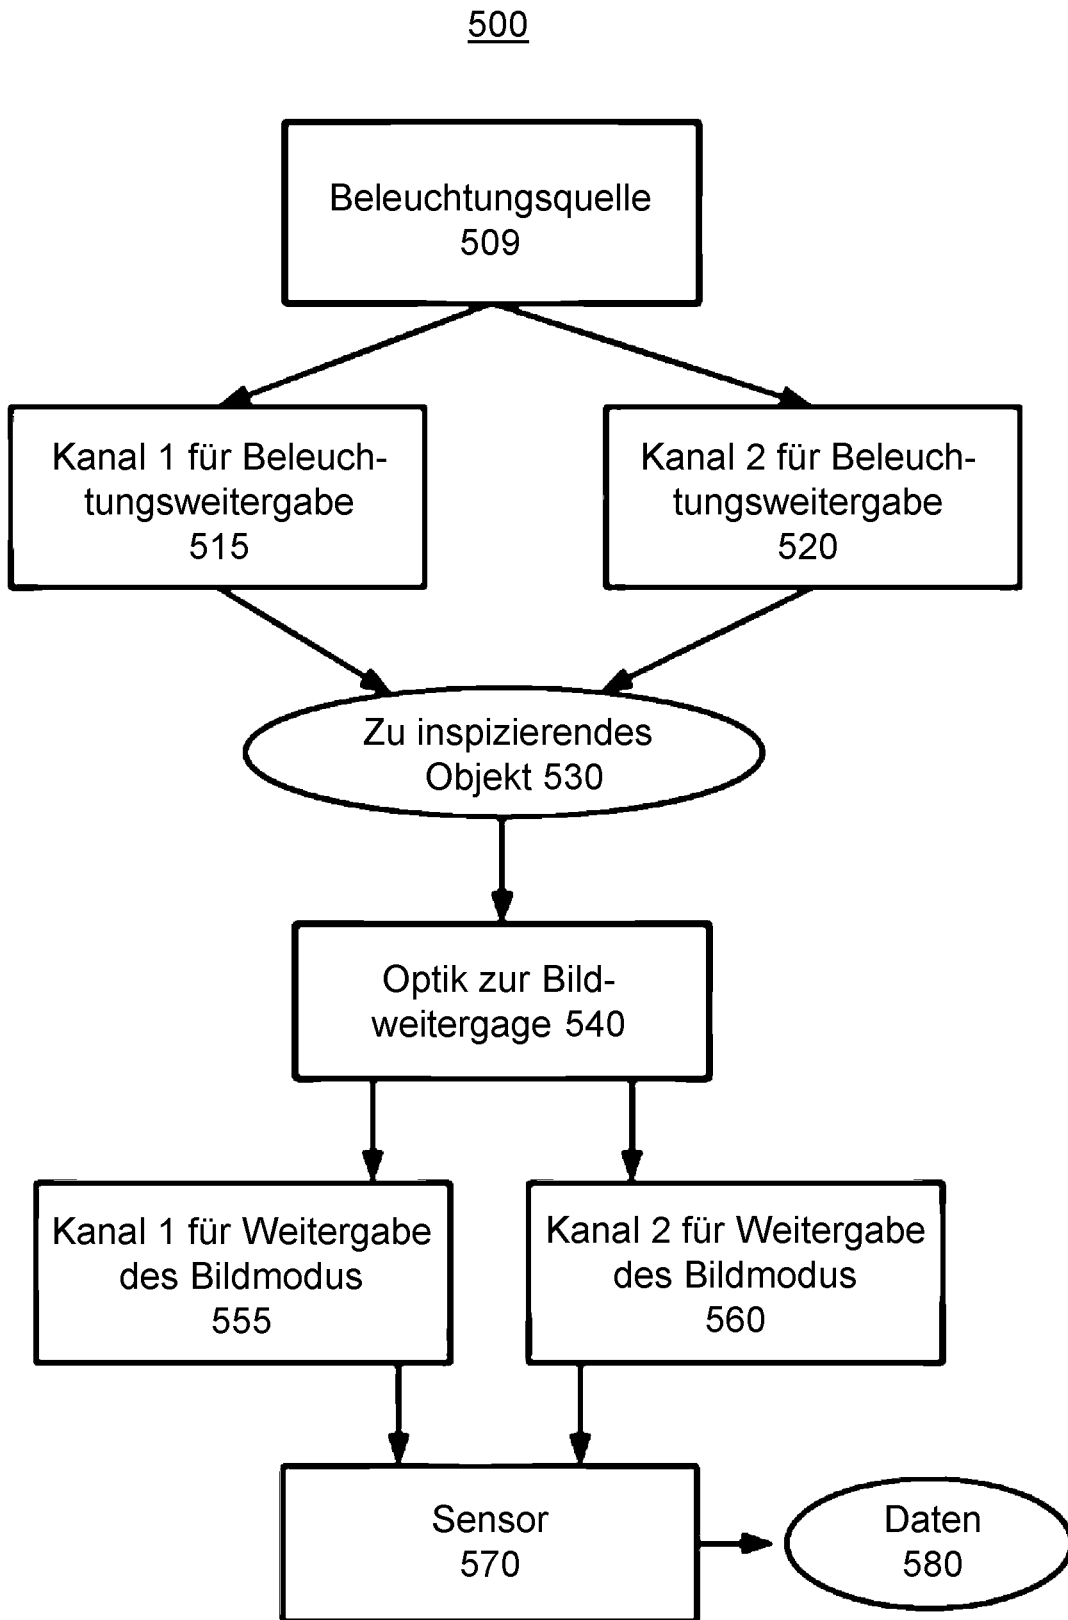 500
Beleuchtungsquelle
509
Kanal 1 für Beleuch-
tungsweitergabe
515
Kanal 2 für Beleuch-
tungsweitergabe
520
Zu inspizierendes
Objekt 530
Optik zur Bild-
weitergage 540
Kanal 1 für Weitergabe
des Bildmodus
555
Kanal 2 für Weitergabe
des Bildmodus
560
Sensor
570
Daten
580